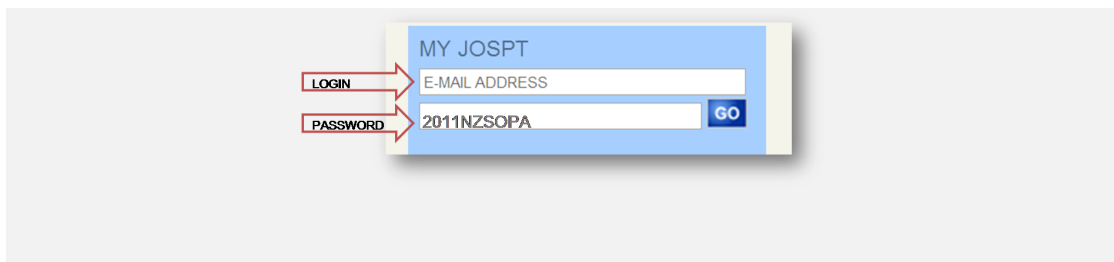 MY JOSPT
LOGIN
E-MAIL ADDRESS
PASSWORD
2011NZSOPA
GO